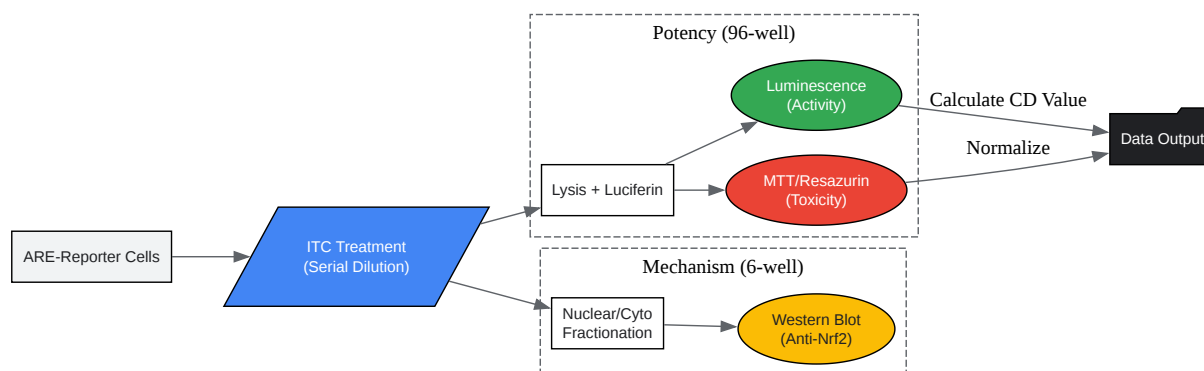 Potency (96-well)
Luminescence
(Activity)
Calculate CD Value
Data Output
Normalize
Lysis + Luciferin
MTT/Resazurin
(Toxicity)
ARE-Reporter Cells
ITC Treatment
(Serial Dilution)
Mechanism (6-well)
Nuclear/Cyto
Fractionation
Western Blot
(Anti-Nrf2)